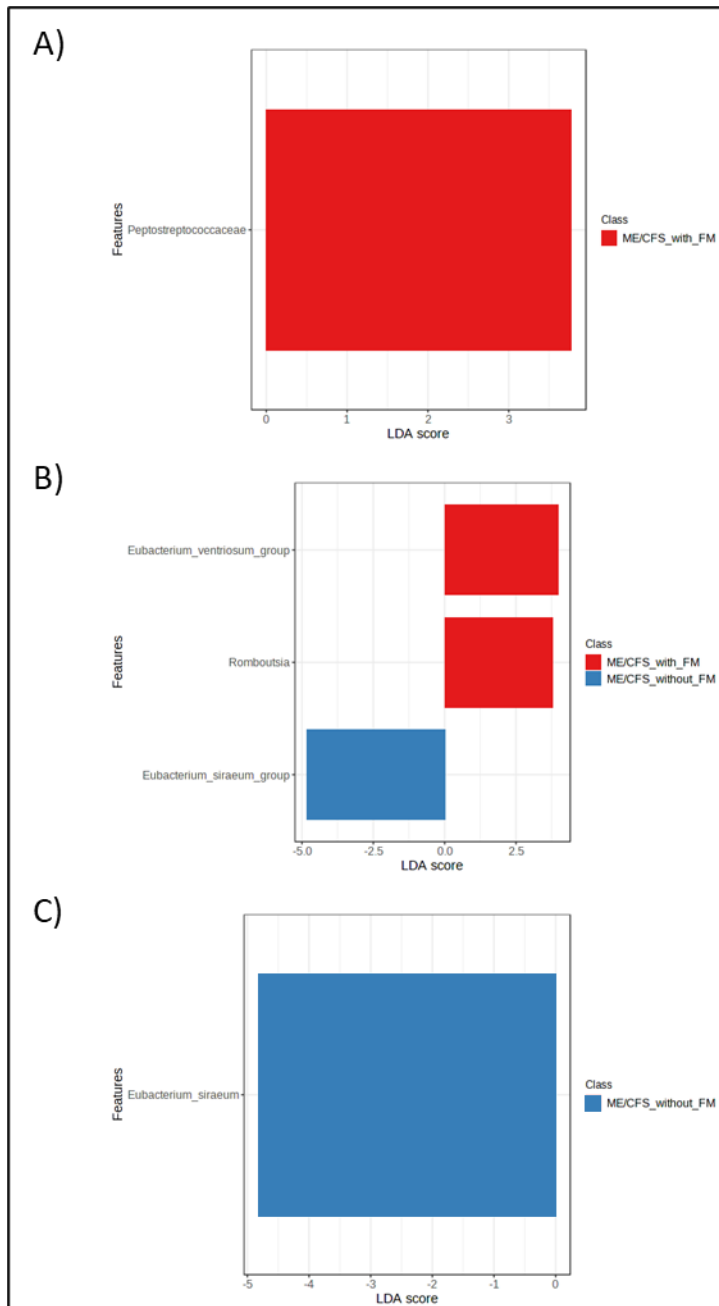 A)
Features
Peptostreptococcaceae
0 1 2 3
LDA score
Class
ME/CFS_with_FM
B)
Features
Eubacterium_ventriosum_group
Romboutsia
Eubacterium_siraeum_group
-5.0 -2.5 0.0 2.5
LDA score
Class
ME/CFS_with_FM
ME/CFS_without_FM
C)
Features
Eubacterium_siraeum
-5 -4 -3 -2 -1 0
LDA score
Class
ME/CFS_without_FM